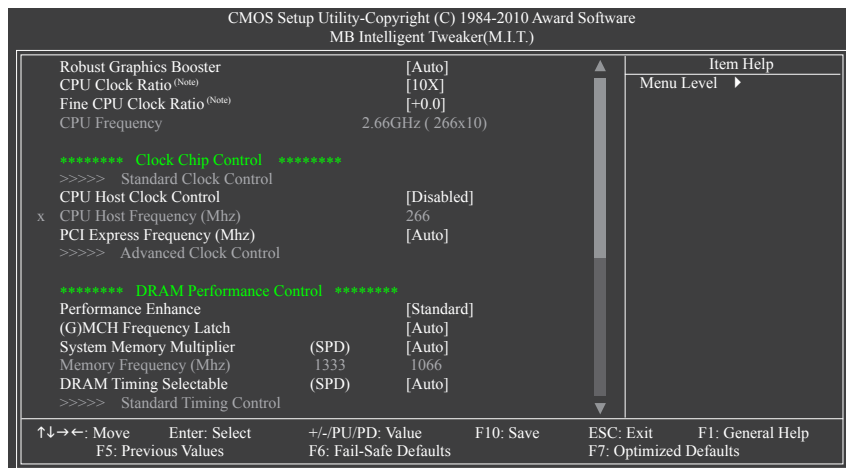 CMOS Setup Utility-Copyright (C) 1984-2010 Award Software
MB Intelligent Tweaker(M.I.T.)
Robust Graphics Booster [Auto]
CPU Clock Ratio (Note) [10X]
Fine CPU Clock Ratio (Note) [+0.0]
CPU Frequency 2.66GHz ( 266x10)
******** Clock Chip Control ********
>>>>> Standard Clock Control
CPU Host Clock Control [Disabled]
x CPU Host Frequency (Mhz) 266
PCI Express Frequency (Mhz) [Auto]
>>>>> Advanced Clock Control
******** DRAM Performance Control ********
Performance Enhance [Standard]
(G)MCH Frequency Latch [Auto]
System Memory Multiplier (SPD) [Auto]
Memory Frequency (Mhz) 1333 1066
DRAM Timing Selectable (SPD) [Auto]
>>>>> Standard Timing Control
Item Help
Menu Level
↑↓→←: Move Enter: Select +/-/PU/PD: Value F10: Save ESC: Exit F1: General Help
F5: Previous Values F6: Fail-Safe Defaults F7: Optimized Defaults